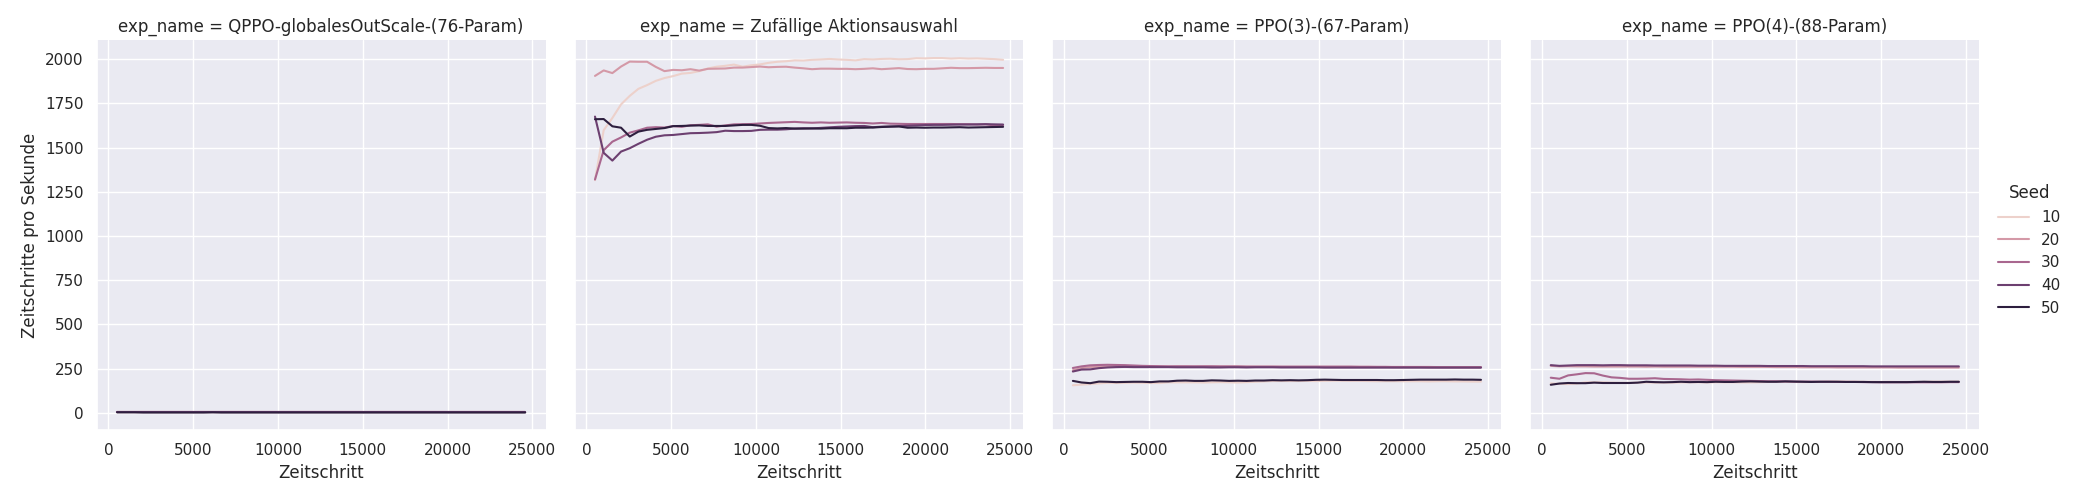 exp_name = QPPO-globalesOutScale-(76-Param)
exp_name = Zufällige Aktionsauswahl
exp_name = PPO(3)-(67-Param)
exp_name = PPO(4)-(88-Param)
Zeitschritte pro Sekunde
2000
1750
1500
1250
1000
750
500
250
0
0 5000 10000 15000 20000 25000
0 5000 10000 15000 20000 25000
0 5000 10000 15000 20000 25000
0 5000 10000 15000 20000 25000
Zeitschritt
Zeitschritt
Zeitschritt
Zeitschritt
Seed
10
20
30
40
50